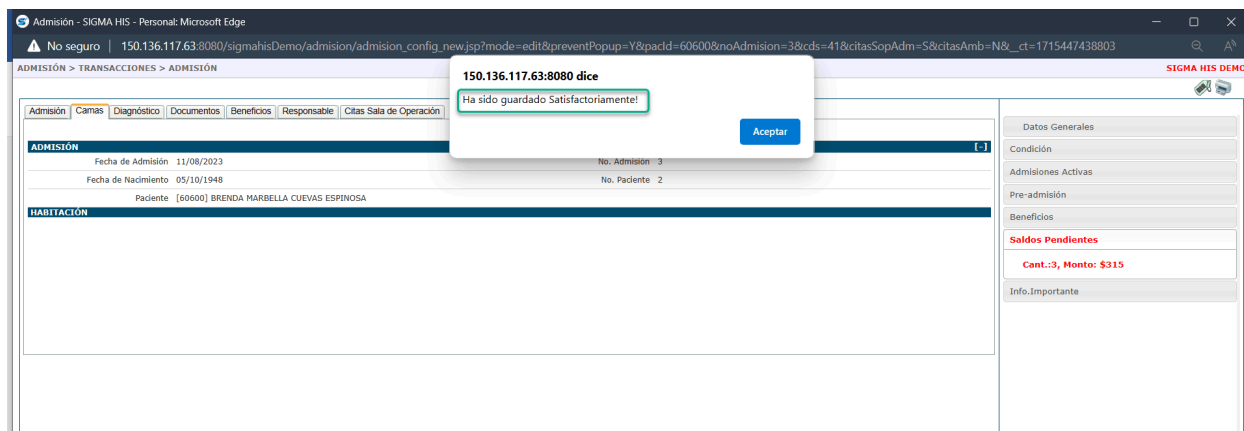 Admisión - SIGMA HIS - Personal: Microsoft Edge
No seguro | 150.136.117.63:8080/sigmahisDemo/admision/admision_config_new.jsp?mode=edit&preventPopup=Y&pacId=60600&noAdmision=3&cds=41&citasSopAdm=S&citasAmb=N&_ct=1715447438803
ADMISIÓN > TRANSACCIONES > ADMISIÓN
SIGMA HIS DEMO
150.136.117.63:8080 dice
Ha sido guardado Satisfactoriamente!
Aceptar
Admisión Camas Diagnóstico Documentos Beneficios Responsable Citas Sala de Operación
ADMISIÓN [-]
Fecha de Admisión 11/08/2023 No. Admisión 3
Fecha de Nacimiento 05/10/1948 No. Paciente 2
Paciente [60600] BRENDA MARBELLA CUEVAS ESPINOSA
HABITACIÓN
Datos Generales
Condición
Admisiones Activas
Pre-admisión
Beneficios
Saldos Pendientes
Cant.:3, Monto: $315
Info.Importante